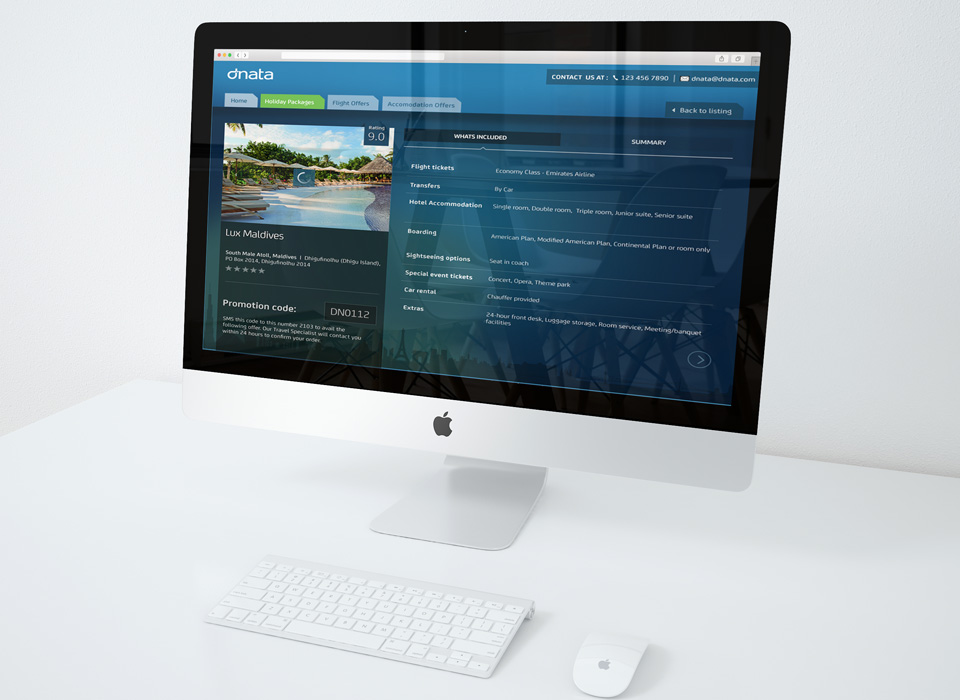 dnata
CONTACT US AT : 123 456 7890 | dnata@dnata.com
Home
Holiday Packages
Flight Offers
Accomodation Offers
Back to listing
Rating
9.0
Lux Maldives
South Male Atoll, Maldives I Dhigufinolhu (Dhigu Island),
PO Box 2014, Dhigufinolhu 2014
Promotion code:
DN0112
SMS this code to this number 2103 to avail the
following offer. Our Travel Specialist will contact you
within 24 hours to confirm your order.
WHATS INCLUDED
SUMMARY
Flight tickets
Economy Class - Emirates Airline
Transfers
By Car
Hotel Accommodation
Single room, Double room, Triple room, Junior suite, Senior suite
Boarding
American Plan, Modified American Plan, Continental Plan or room only
Sightseeing options
Seat in coach
Special event tickets
Concert, Opera, Theme park
Car rental
Chauffer provided
Extras
24-hour front desk, Luggage storage, Room service, Meeting/banquet
facilities